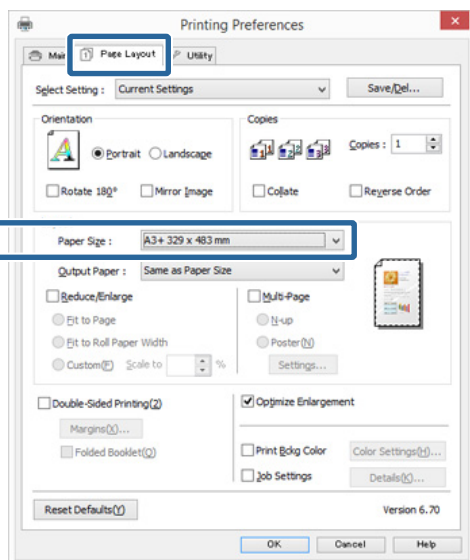 Printing Preferences
Main Page Layout Utility
Select Setting : Current Settings Save/Del...
Orientation Copies
Portrait Landscape Copies : 1
Rotate 180° Mirror Image Collate Reverse Order
Paper Size : A3+ 329 x 483 mm
Output Paper : Same as Paper Size
Reduce/Enlarge Multi-Page
Fit to Page N-up
Fit to Roll Paper Width Poster(N)
Custom(F) Scale to % Settings...
Double-Sided Printing(2) Optimize Enlargement
Margins(X)...
Folded Booklet(Q) Print Bckg Color Color Settings(H)...
Job Settings Details(K)...
Reset Defaults(Y) Version 6.70
OK Cancel Help